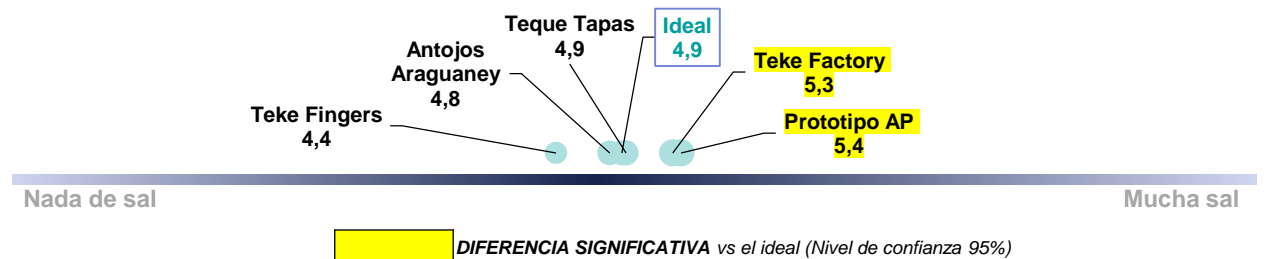 Teque Tapas
4,9
Ideal
4,9
Antojos
Araguaney
4,8
Teke Factory
5,3
Teke Fingers
4,4
Prototipo AP
5,4
Nada de sal
Mucha sal
DIFERENCIA SIGNIFICATIVA vs el ideal (Nivel de confianza 95%)